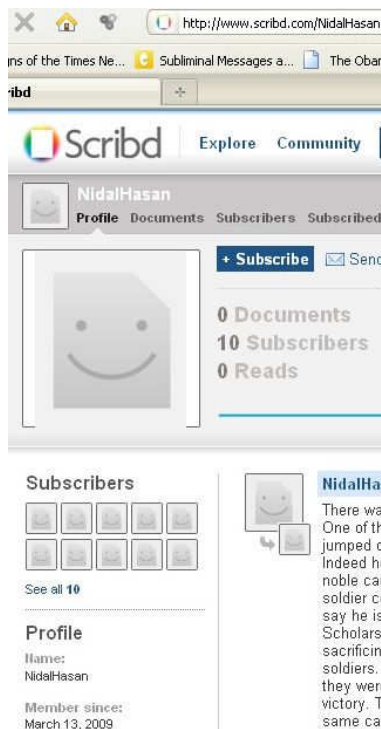 http://www.scribd.com/NidalHasan
ns of the Times Ne... Subliminal Messages a... The Obam
ribd
Scribd Explore Community
NidalHasan
Profile Documents Subscribers Subscribed
+ Subscribe Send
0 Documents
10 Subscribers
0 Reads
Subscribers
See all 10
Profile
Name:
NidalHasan
Member since:
March 13, 2009
NidalHa
There wa
One of th
jumped o
Indeed h
noble ca
soldier c
say he is
Scholars
sacrificin
soldiers.
they were
victory. T
same ca